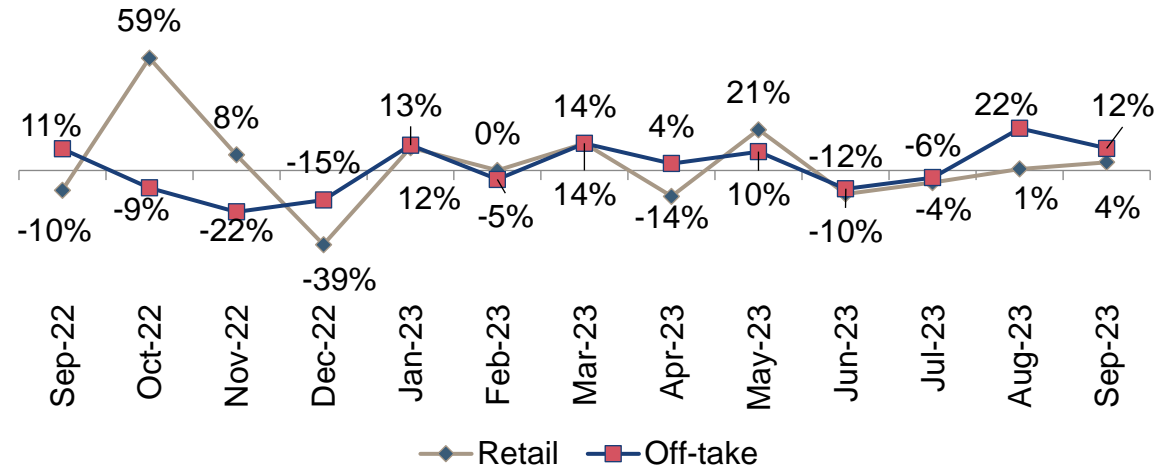 59%
11%
8%
-15%
13%
0%
14%
4%
21%
-12%
-6%
22%
12%
-10%
-9%
-22%
-39%
12%
-5%
14%
-14%
10%
-10%
-4%
1%
4%
Sep-22
Oct-22
Nov-22
Dec-22
Jan-23
Feb-23
Mar-23
Apr-23
May-23
Jun-23
Jul-23
Aug-23
Sep-23
Retail
Off-take